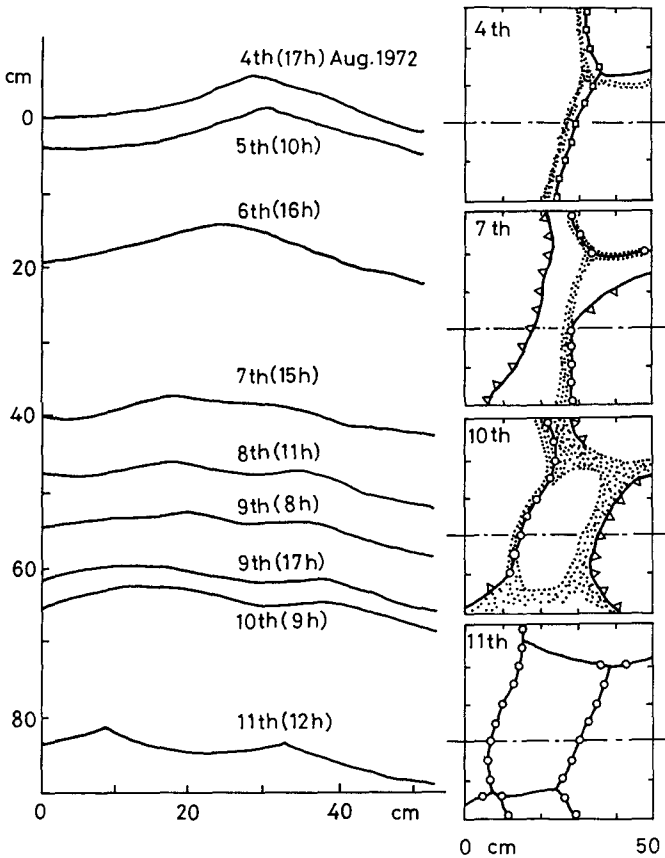 cm
0
20
40
60
80
4th(17h) Aug.1972
5th(10h)
6th(16h)
7th(15h)
8th(11h)
9th(8h)
9th(17h)
10th(9h)
11th(12h)
0 20 40 cm
4th
7th
10th
11th
0 cm 50